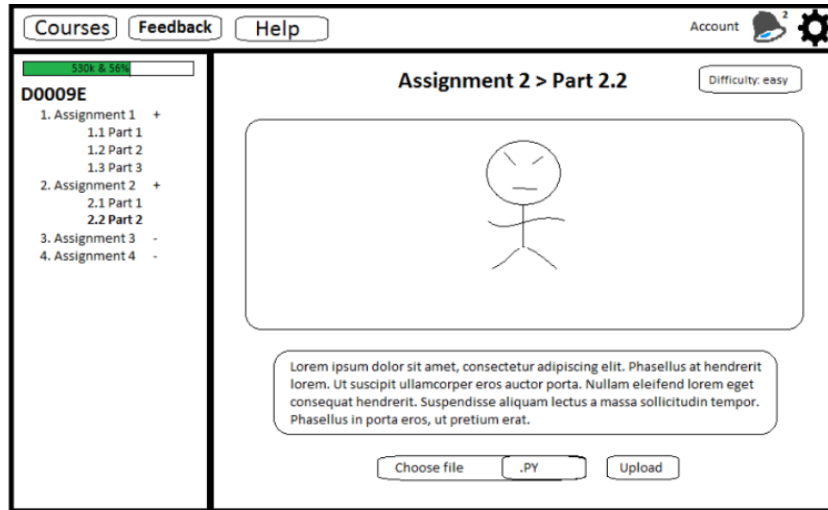 Courses Feedback Help Account 2
530k & 56%
D0009E
1. Assignment 1 +
1.1 Part 1
1.2 Part 2
1.3 Part 3
2. Assignment 2 +
2.1 Part 1
2.2 Part 2
3. Assignment 3 -
4. Assignment 4 -
Assignment 2 > Part 2.2
Difficulty: easy
Lorem ipsum dolor sit amet, consectetur adipiscing elit. Phasellus at hendrerit
lorem. Ut suscipit ullamcorper eros auctor porta. Nullam eleifend lorem eget
consequat hendrerit. Suspendisse aliquam lectus a massa sollicitudin tempor.
Phasellus in porta eros, ut pretium erat.
Choose file .PY Upload